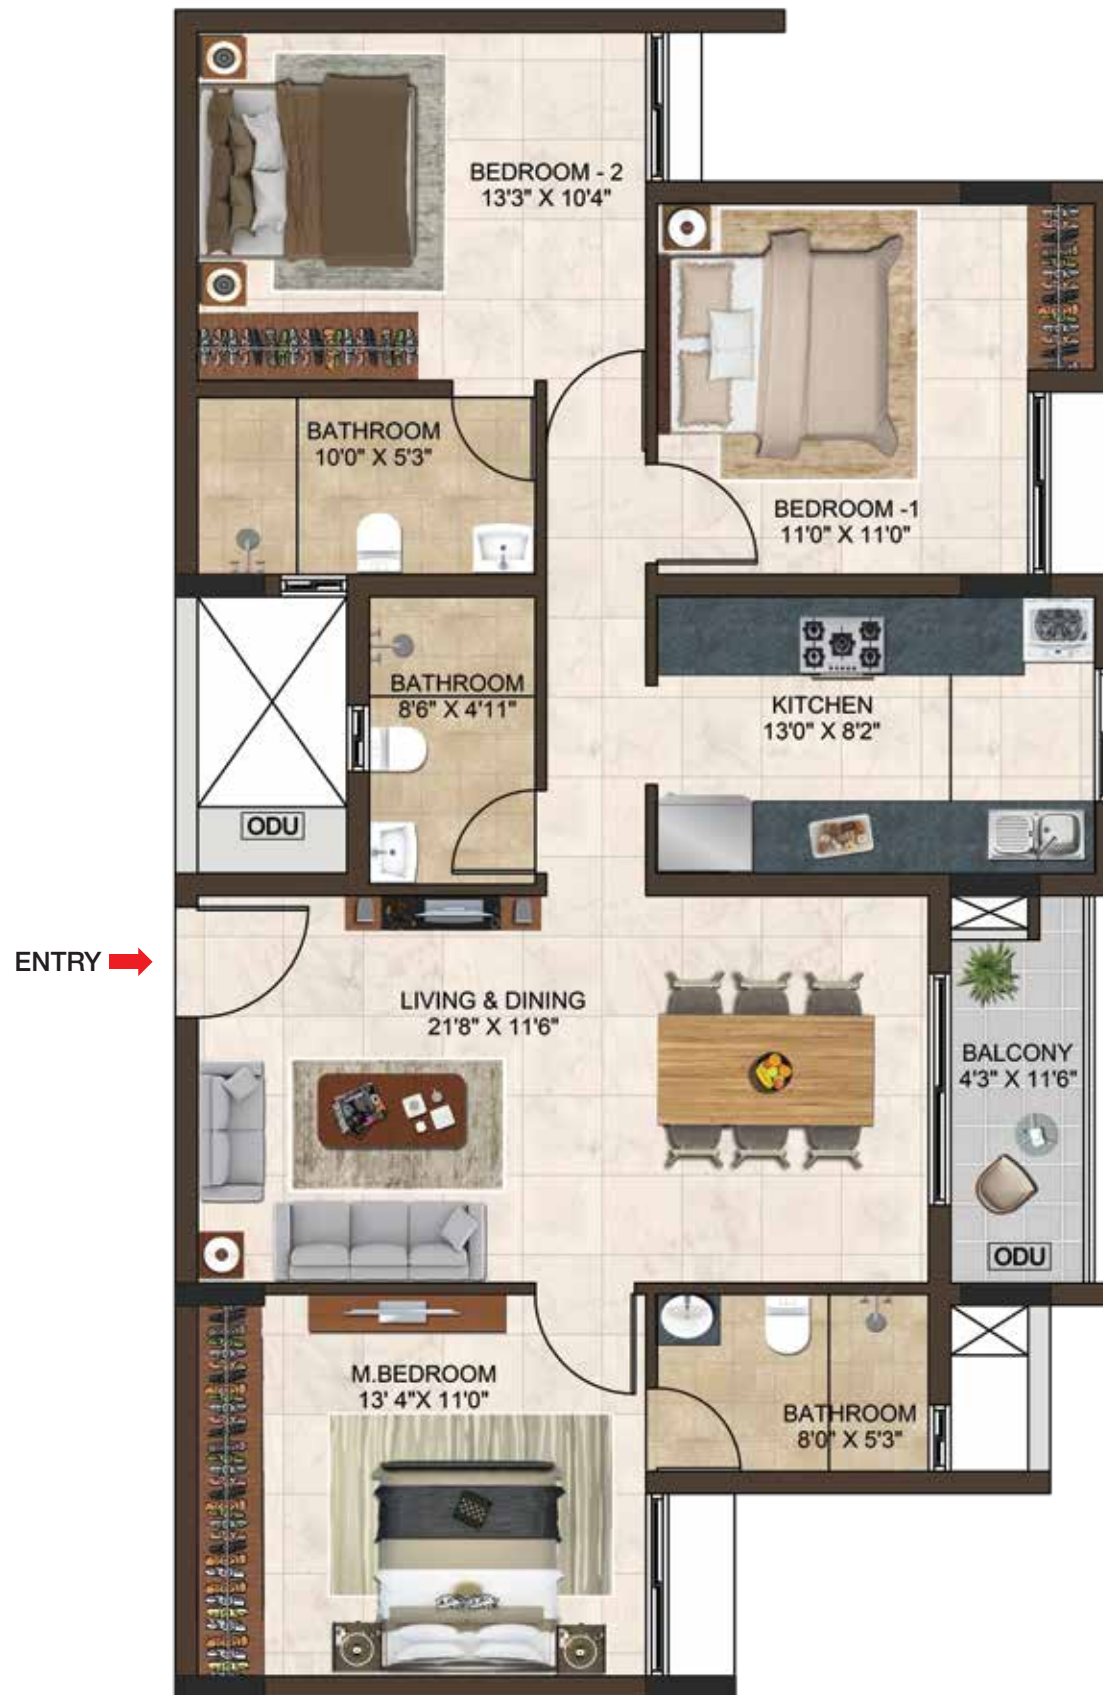 BEDROOM - 2
13'3" X 10'4"
BATHROOM
10'0" X 5'3"
BEDROOM -1
11'0" X 11'0"
BATHROOM
8'6" X 4'11"
KITCHEN
13'0" X 8'2"
ODU
ENTRY
LIVING & DINING
21'8" X 11'6"
BALCONY
4'3" X 11'6"
ODU
M.BEDROOM
13' 4"X 11'0"
BATHROOM
8'0" X 5'3"